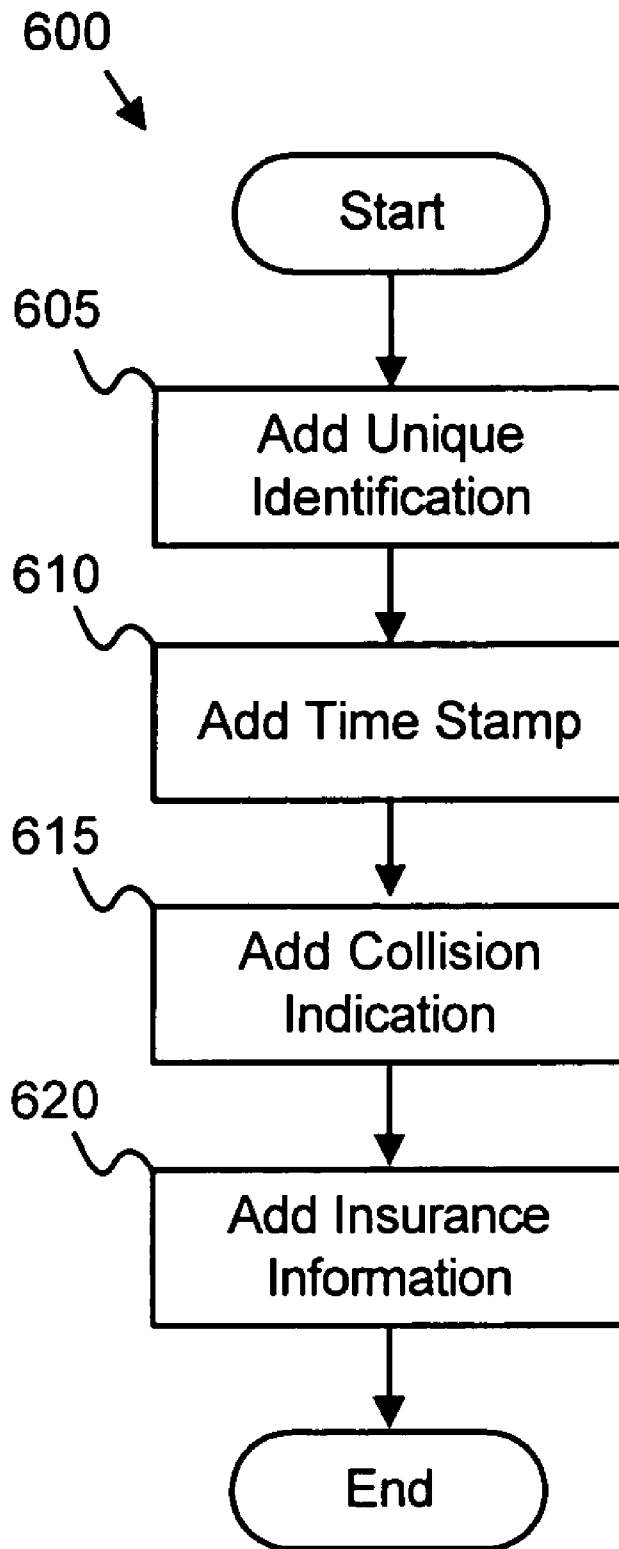 600
Start
605
Add Unique
Identification
610
Add Time Stamp
615
Add Collision
Indication
620
Add Insurance
Information
End